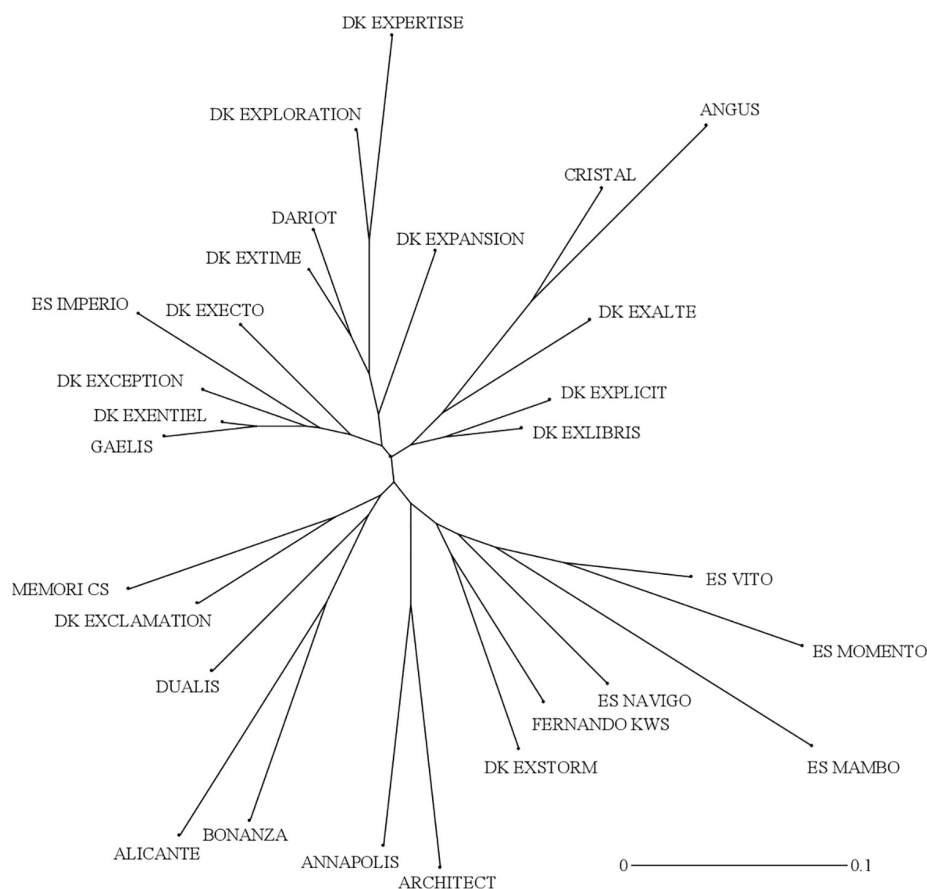 DK EXPERTISE
DK EXPLORATION
ANGUS
CRISTAL
DARIOT
DK EXPANSION
DK EXTIME
ES IMPERIO
DK EXECTO
DK EXALTE
DK EXCEPTION
DK EXPLICIT
DK EXENTIEL
DK EXLIBRIS
GAELIS
ES VITO
MEMORI CS
DK EXCLAMATION
ES MOMENTO
DUALIS
ES NAVIGO
FERNANDO KWS
DK EXSTORM
ES MAMBO
BONANZA
ALICANTE
ANNAPOLIS
0 0.1
ARCHITECT